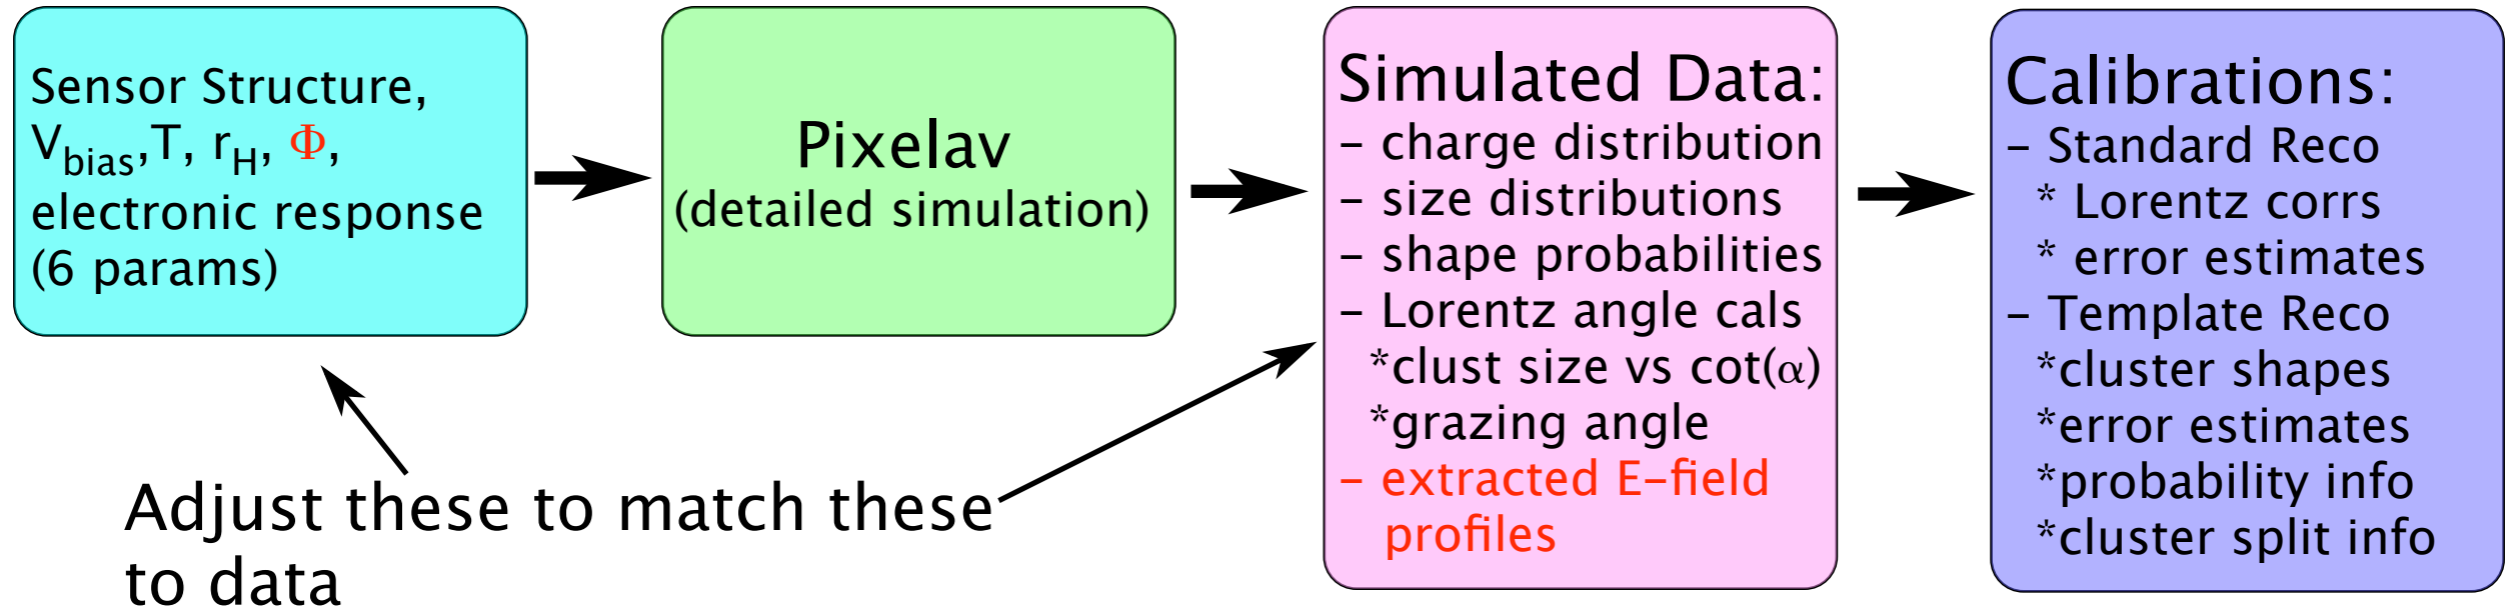 Sensor Structure,
V_bias, T, r_H, Φ,
electronic response
(6 params)
Pixelav
(detailed simulation)
Simulated Data:
– charge distribution
– size distributions
– shape probabilities
– Lorentz angle cals
*clust size vs cot(α)
*grazing angle
– extracted E–field
profiles
Calibrations:
– Standard Reco
* Lorentz corrs
* error estimates
– Template Reco
*cluster shapes
*error estimates
*probability info
*cluster split info
Adjust these to match these
to data